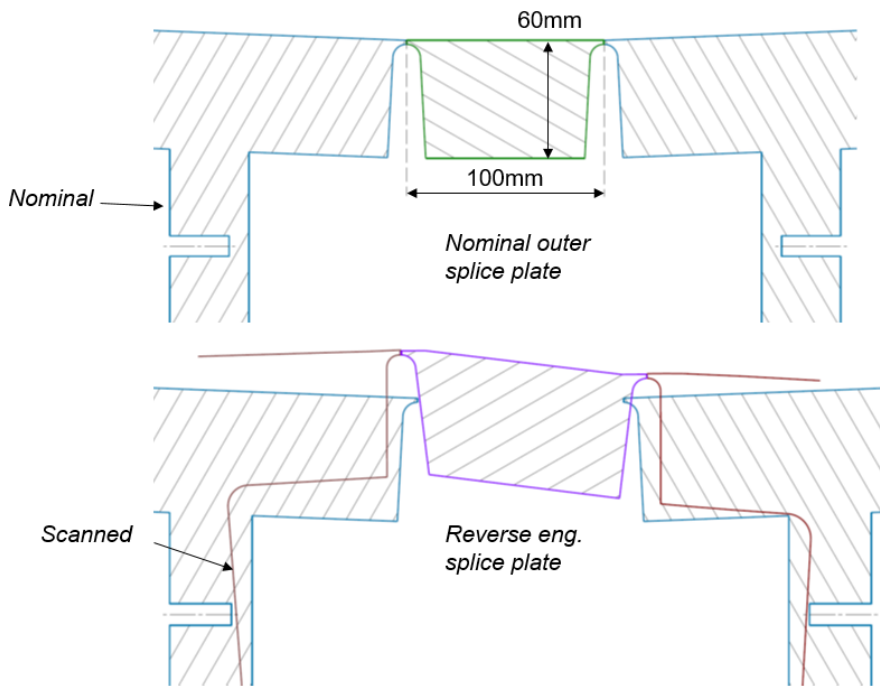 60mm
100mm
Nominal
Nominal outer
splice plate
Scanned
Reverse eng.
splice plate